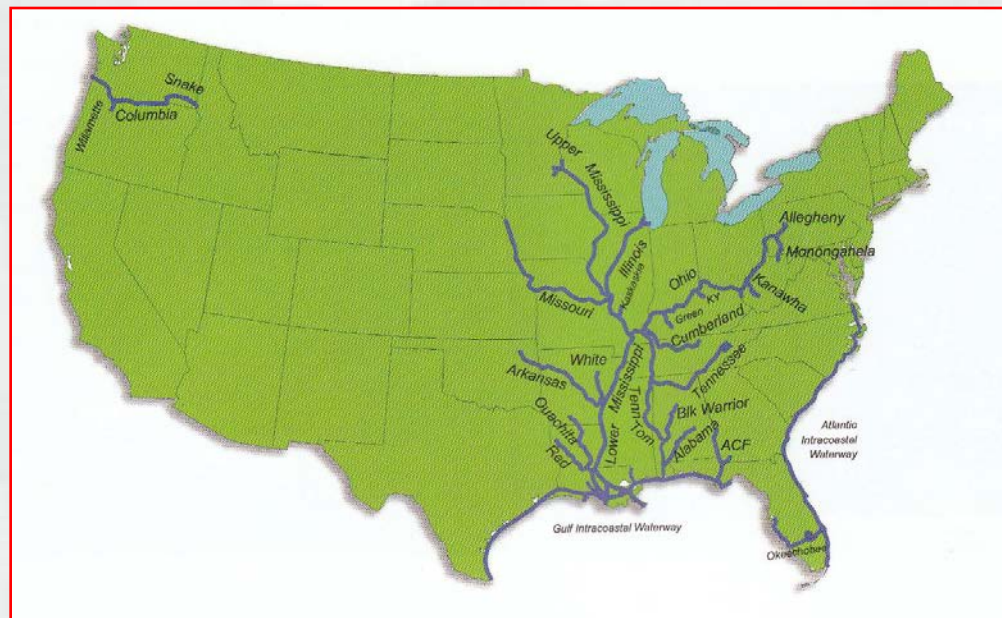 Snake
Columbia
Willamette
Upper
Mississippi
Illinois
Kaskaskia
Missouri
Allegheny
Monongahela
Ohio
KY
Kanawha
Green
Cumberland
Tennessee
White
Arkansas
Mississippi
Lower
Ouachita
Red
Tenn Tom
Blk Warrior
Alabama
ACF
Atlantic
Intracoastal
Waterway
Gulf Intracoastal Waterway
Okeechobee